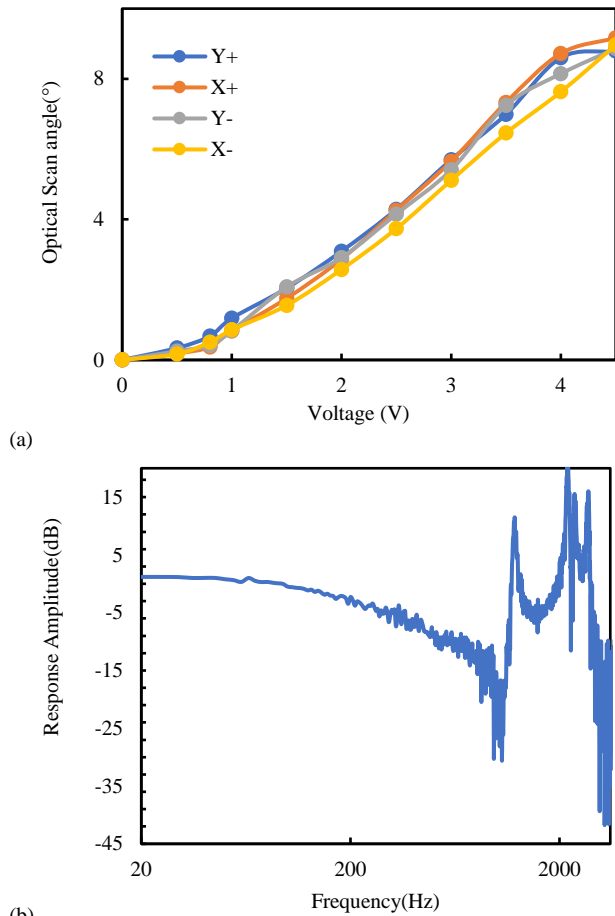 8
4
0
Optical Scan angle(°)
Y+
X+
Y-
X-
0
1
2
3
4
Voltage (V)
(a)
15
5
-5
-15
-25
-35
-45
Response Amplitude(dB)
20
200
2000
Frequency(Hz)
(b)